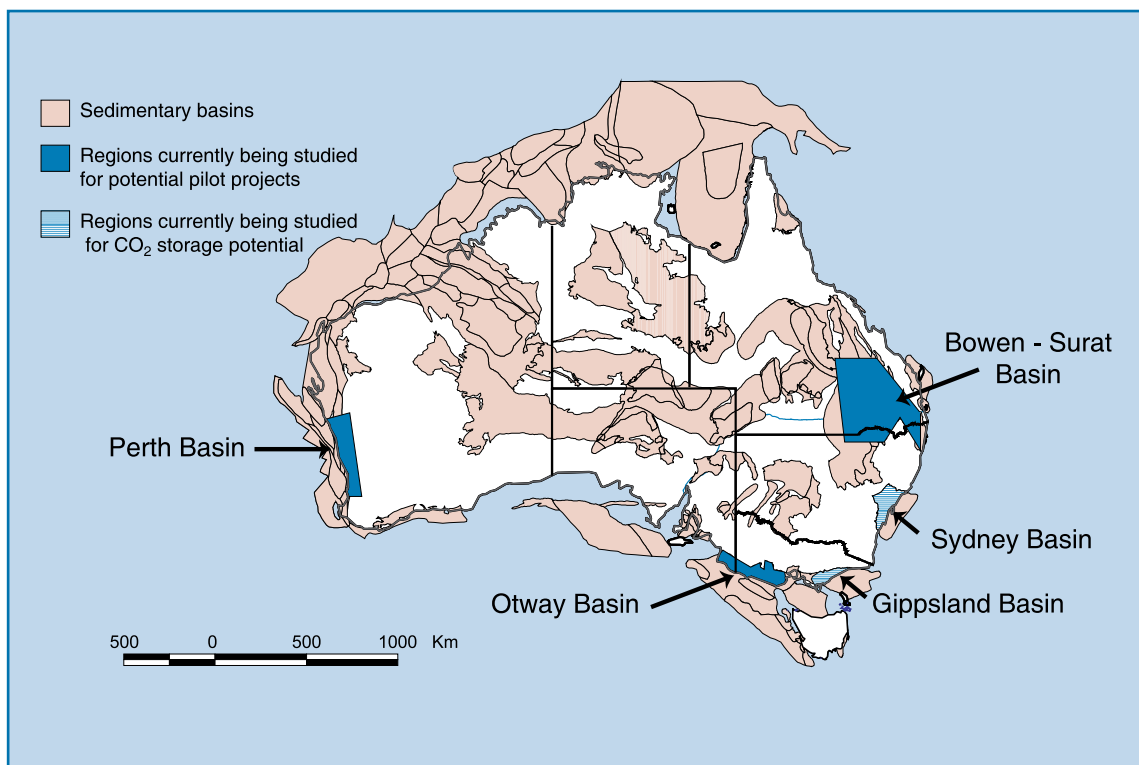 Sedimentary basins
Regions currently being studied
for potential pilot projects
Regions currently being studied
for CO₂ storage potential
Bowen - Surat
Basin
Perth Basin
Sydney Basin
Otway Basin
Gippsland Basin
500 0 500 1000 Km